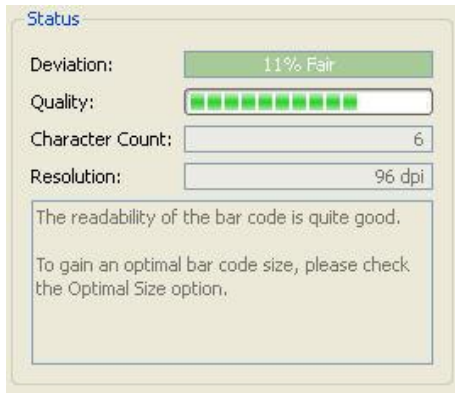 Status
Deviation: 11% Fair
Quality:
Character Count: 6
Resolution: 96 dpi
The readability of the bar code is quite good.
To gain an optimal bar code size, please check
the Optimal Size option.